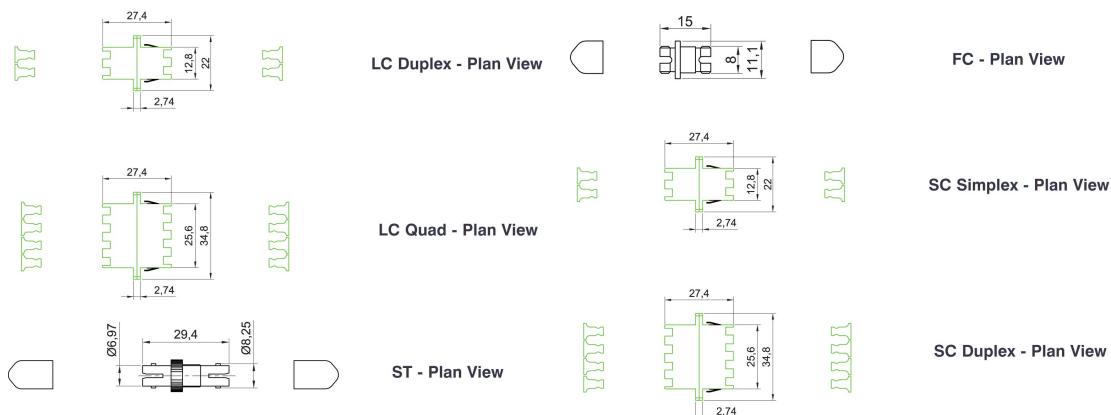 27,4
12,8
22
2,74
LC Duplex - Plan View
27,4
25,6
34,8
2,74
LC Quad - Plan View
Ø6,97
29,4
Ø8,25
ST - Plan View
15
8
11,1
FC - Plan View
27,4
12,8
22
2,74
SC Simplex - Plan View
27,4
25,6
34,8
2,74
SC Duplex - Plan View